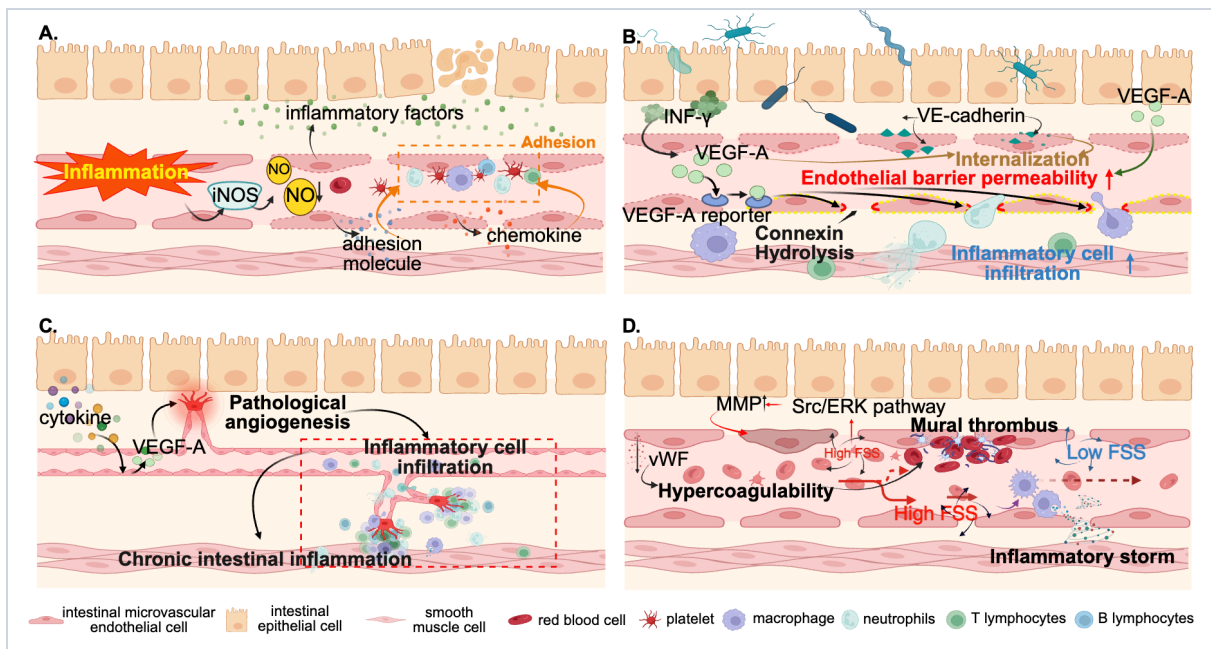 A.
inflammatory factors
Adhesion
Inflammation
NO
iNOS
NO
adhesion
molecule
chemokine
B.
INF-γ
VEGF-A
VE-cadherin
VEGF-A
Internalization
Endothelial barrier permeability
VEGF-A reporter
Connexin
Hydrolysis
Inflammatory cell
infiltration
C.
cytokine
VEGF-A
Pathological
angiogenesis
Inflammatory cell
infiltration
Chronic intestinal inflammation
D.
MMP
Src/ERK pathway
Mural thrombus
vWF
High FSS
Low FSS
Hypercoagulability
High FSS
Inflammatory storm
intestinal microvascular
endothelial cell
intestinal
epithelial cell
smooth
muscle cell
red blood cell
platelet
macrophage
neutrophils
T lymphocytes
B lymphocytes